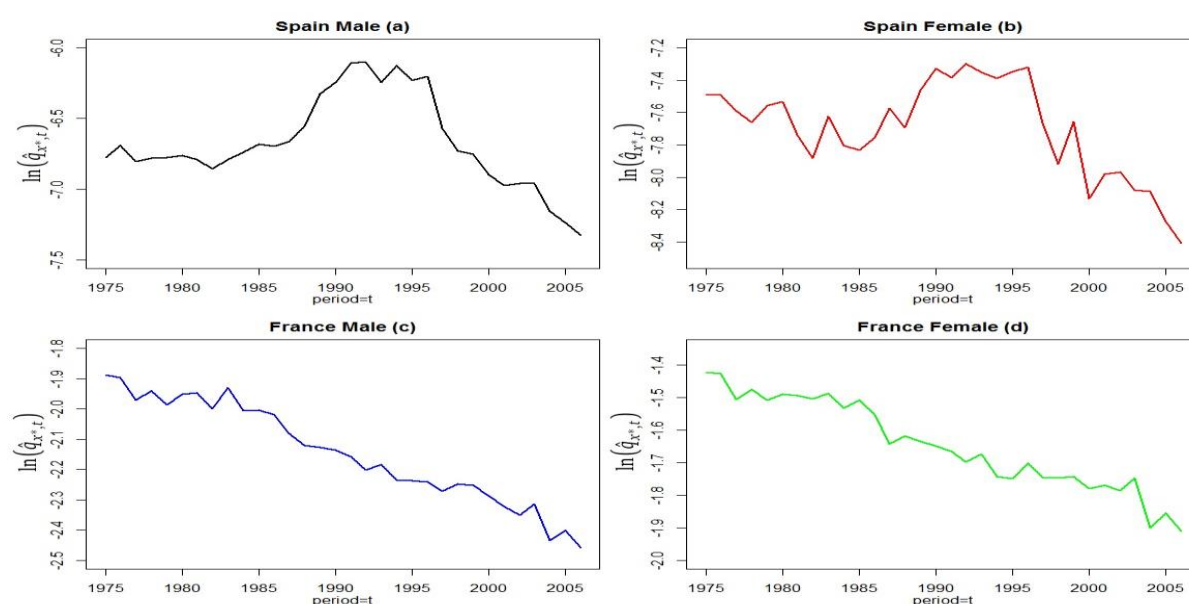 Spain Male (a)
ln(q̂ₓ*,ₜ)
-6.0
-6.5
-7.0
-7.5
1975 1980 1985 1990 1995 2000 2005
period=t
Spain Female (b)
ln(q̂ₓ*,ₜ)
-7.2
-7.4
-7.6
-7.8
-8.0
-8.2
-8.4
1975 1980 1985 1990 1995 2000 2005
period=t
France Male (c)
ln(q̂ₓ*,ₜ)
-1.8
-1.9
-2.0
-2.1
-2.2
-2.3
-2.4
-2.5
1975 1980 1985 1990 1995 2000 2005
period=t
France Female (d)
ln(q̂ₓ*,ₜ)
-1.4
-1.5
-1.6
-1.7
-1.8
-1.9
-2.0
1975 1980 1985 1990 1995 2000 2005
period=t